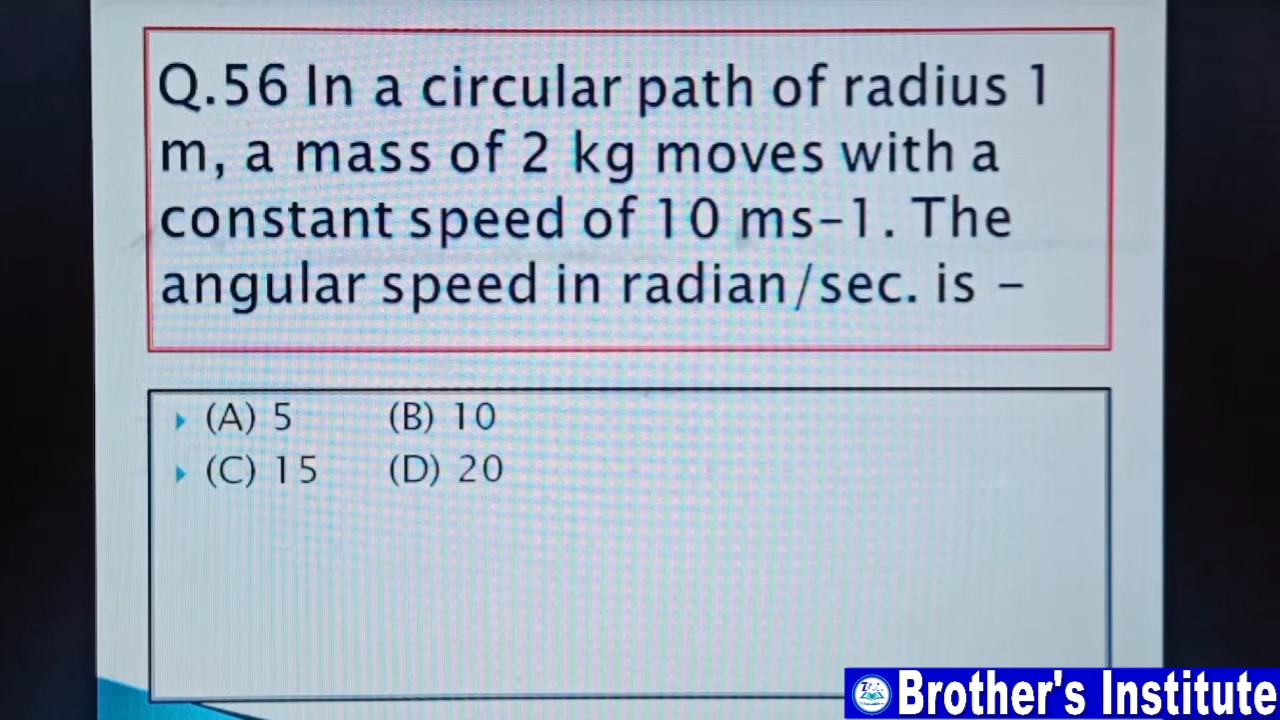 Q.56 In a circular path of radius 1
m, a mass of 2 kg moves with a
constant speed of 10 ms-1. The
angular speed in radian/sec. is –
(A) 5 (B) 10
(C) 15 (D) 20
Brother's Institute